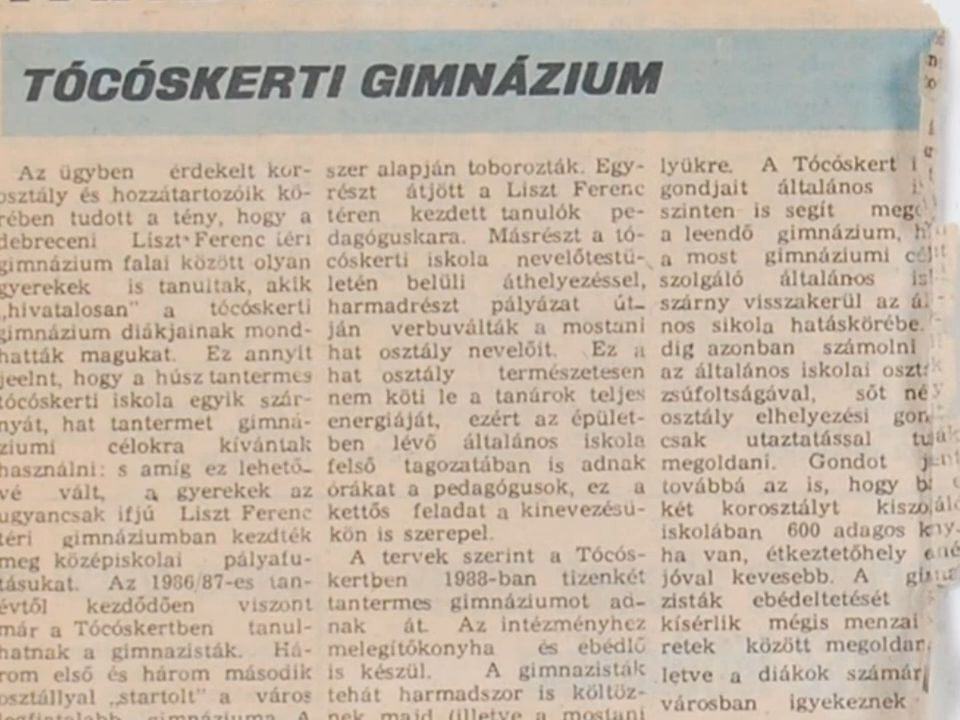 TÓCÓSKERTI GIMNÁZIUM
Az ügyben érdekelt kor-
osztály és hozzátartozóik kö-
rében tudott a tény, hogy a
debreceni Liszt Ferenc téri
gimnázium falai között olyan
gyerekek is tanultak, akik
„hivatalosan" a tócóskerti
gimnázium diákjainak mond-
hatták magukat. Ez annyit
jeelnt, hogy a húsz tantermes
tócóskerti iskola egyik szár-
nyát, hat tantermet gimná-
ziumi célokra kívántak
használni: s amíg ez lehető-
vé vált, a gyerekek az
ugyancsak ifjú Liszt Ferenc
téri gimnáziumban kezdték
meg középiskolai pályafu-
tásukat. Az 1986/87-es tan-
évtől kezdődően viszont
már a Tócóskertben tanul-
hatnak a gimnazisták. Há-
rom első és három második
osztállyal „startolt" a város
legfiatalabb gimnáziuma. A
szer alapján toborozták. Egy-
részt átjött a Liszt Ferenc
téren kezdett tanulók pe-
dagóguskara. Másrészt a tó-
cóskerti iskola nevelőtestü-
letén belüli áthelyezéssel,
harmadrészt pályázat út-
ján verbuválták a mostani
hat osztály nevelőit. Ez a
hat osztály természetesen
nem köti le a tanárok teljes
energiáját, ezért az épület-
ben lévő általános iskola
felső tagozatában is adnak
órákat a pedagógusok, ez a
kettős feladat a kinevezésü-
kön is szerepel.
A tervek szerint a Tócós-
kertben 1988-ban tizenkét
tantermes gimnáziumot ad-
nak át. Az intézményhez
melegítőkonyha és ebédlő
is készül. A gimnazisták
tehát harmadszor is költöz-
nek majd (illetve a mostani
lyükre. A Tócóskert
gondjait általános
szinten is segít
a leendő gimnázium,
a most gimnáziumi
szolgáló általános
szárny visszakerül az
nos sikola hatáskörébe.
dig azonban számolni
az általános iskolai
zsúfoltságával, sőt
osztály elhelyezési
csak utaztatással
megoldani. Gondot
továbbá az is, hogy
két korosztályt
iskolában 600 adagos
ha van, étkeztetőhely
jóval kevesebb. A
zisták ebédeltetését
kísérlik mégis menzai
retek között
letve a diákok
városban igyekeznek